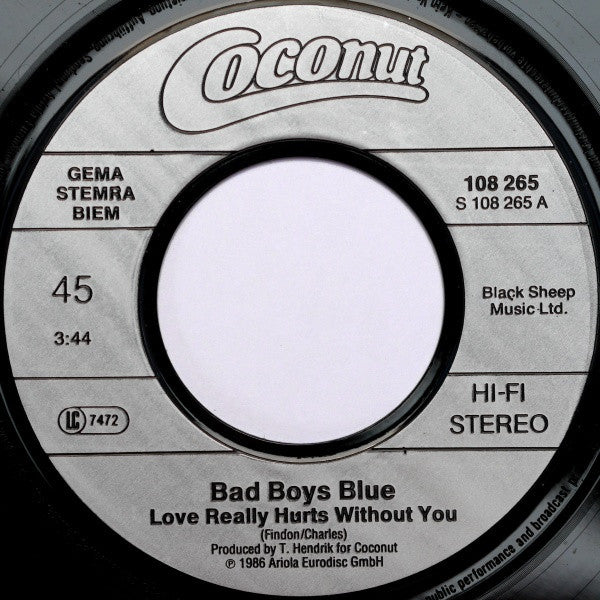 Coconut
GEMA
STEMRA
BIEM
108 265
S 108 265 A
45
3:44
Black Sheep
Music Ltd.
LC 7472
HI-FI
STEREO
Bad Boys Blue
Love Really Hurts Without You
(Findon/Charles)
Produced by T. Hendrik for Coconut
℗ 1986 Ariola Eurodisc GmbH
public performance and broadcast